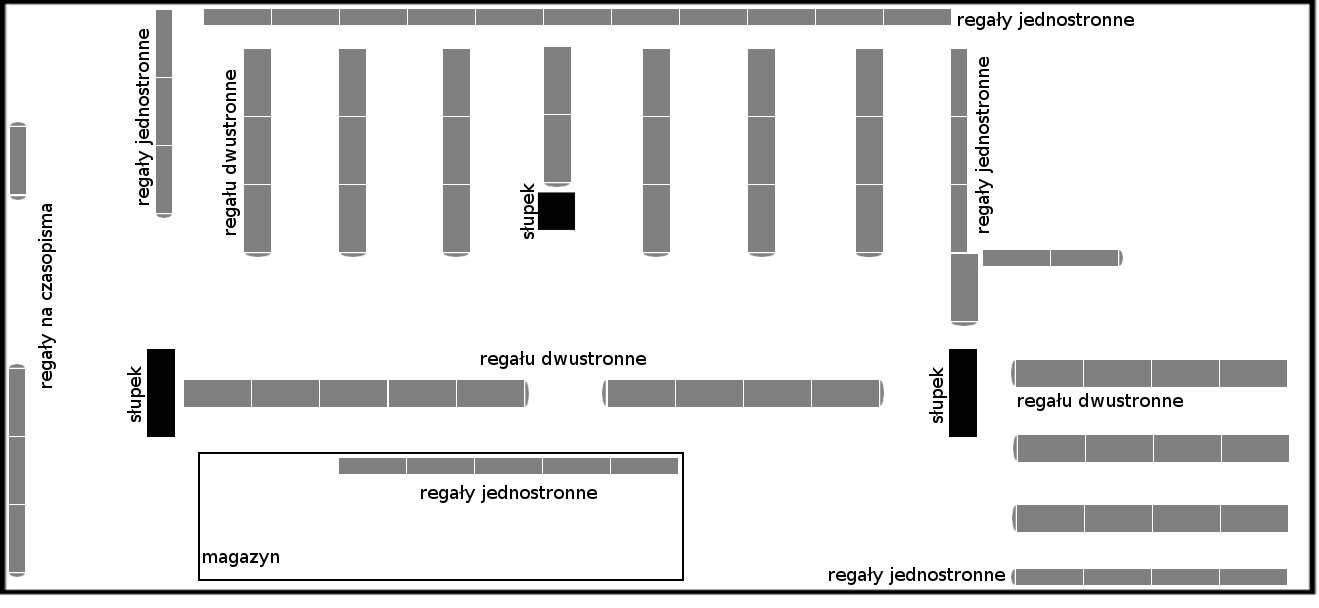 regały jednostronne
regały jednostronne
regału dwustronne
regały jednostronne
słupek
regały na czasopisma
regału dwustronne
słupek
słupek
regału dwustronne
regały jednostronne
magazyn
regały jednostronne